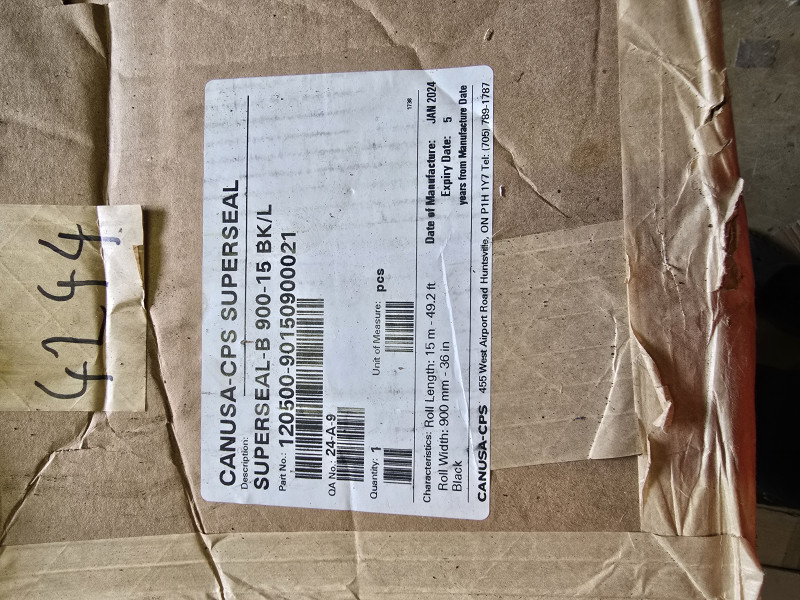 4244
CANUSA-CPS SUPERSEAL
Description:
SUPERSEAL-B 900-15 BK/L
Part No.: 120500-90150900021
QA No.: 24-A-9
Quantity: 1
Unit of Measure: pcs
1736
Characteristics: Roll Length: 15 m - 49.2 ft
Roll Width: 900 mm - 36 in
Black
Date of Manufacture: JAN 2024
Expiry Date: 5
years from Manufacture Date
CANUSA-CPS 455 West Airport Road Huntsville, ON P1H 1Y7 Tel: (705) 789-1787